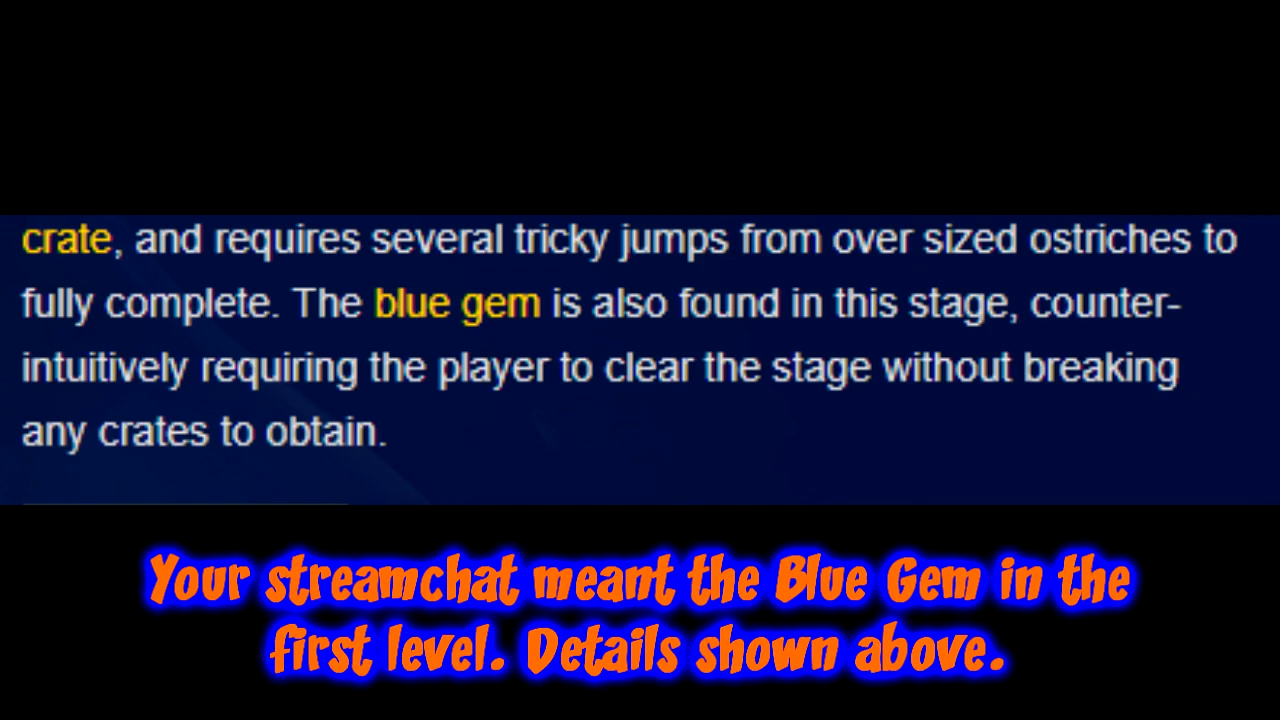 crate, and requires several tricky jumps from over sized ostriches to
fully complete. The blue gem is also found in this stage, counter-
intuitively requiring the player to clear the stage without breaking
any crates to obtain.
Your streamchat meant the Blue Gem in the
first level. Details shown above.